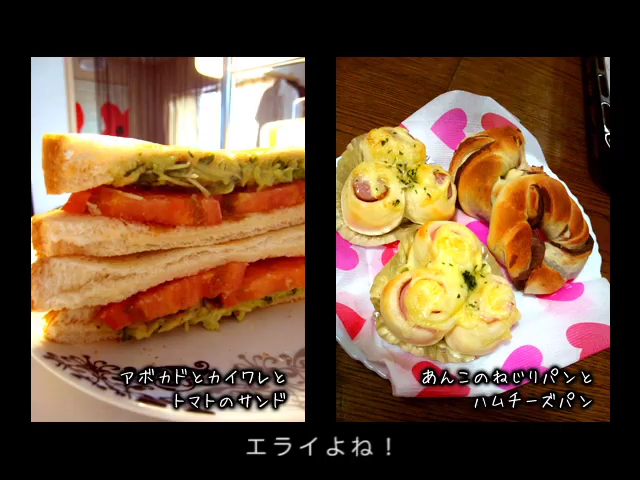 アボカドとカイワレと
トマトのサンド
あんこのねじりパンと
ハムチーズパン
エライよね！